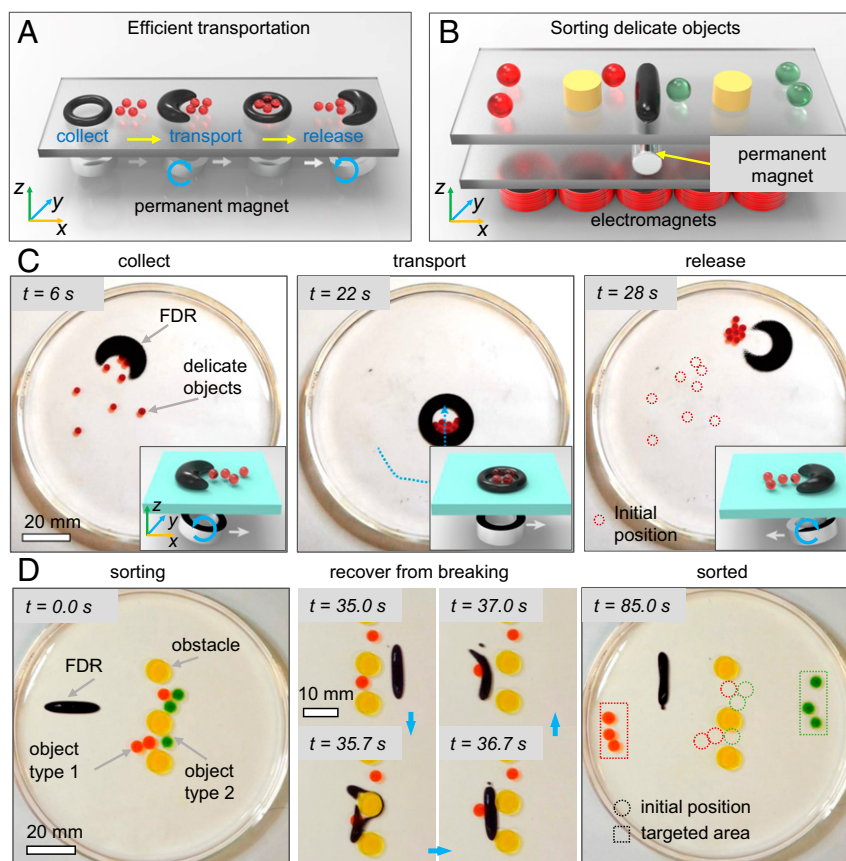 A
Efficient transportation
collect
transport
release
permanent magnet
z
y
x
B
Sorting delicate objects
permanent
magnet
electromagnets
z
y
x
C
collect
transport
release
t = 6 s
FDR
delicate
objects
z
y
x
20 mm
t = 22 s
t = 28 s
Initial
position
D
sorting
recover from breaking
sorted
t = 0.0 s
obstacle
FDR
object
type 1
object
type 2
20 mm
t = 35.0 s
t = 37.0 s
10 mm
t = 35.7 s
t = 36.7 s
t = 85.0 s
initial position
targeted area